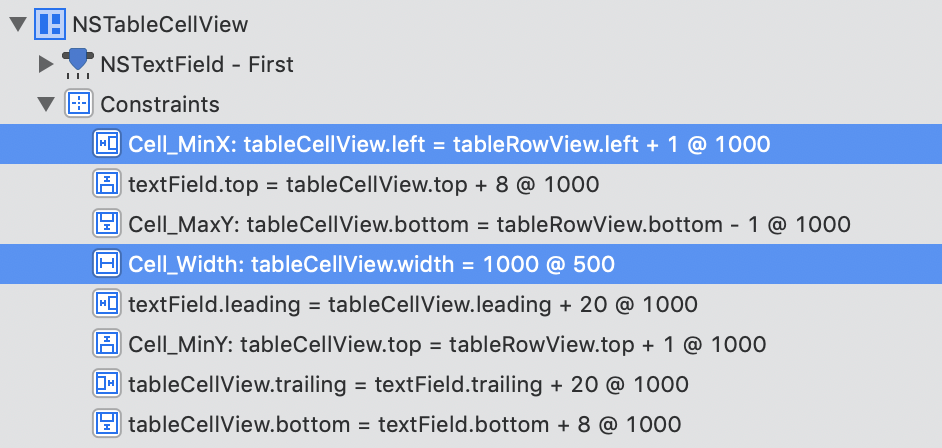 NSTableCellView
NSTextField - First
Constraints
Cell_MinX: tableCellView.left = tableRowView.left + 1 @ 1000
textField.top = tableCellView.top + 8 @ 1000
Cell_MaxY: tableCellView.bottom = tableRowView.bottom - 1 @ 1000
Cell_Width: tableCellView.width = 1000 @ 500
textField.leading = tableCellView.leading + 20 @ 1000
Cell_MinY: tableCellView.top = tableRowView.top + 1 @ 1000
tableCellView.trailing = textField.trailing + 20 @ 1000
tableCellView.bottom = textField.bottom + 8 @ 1000